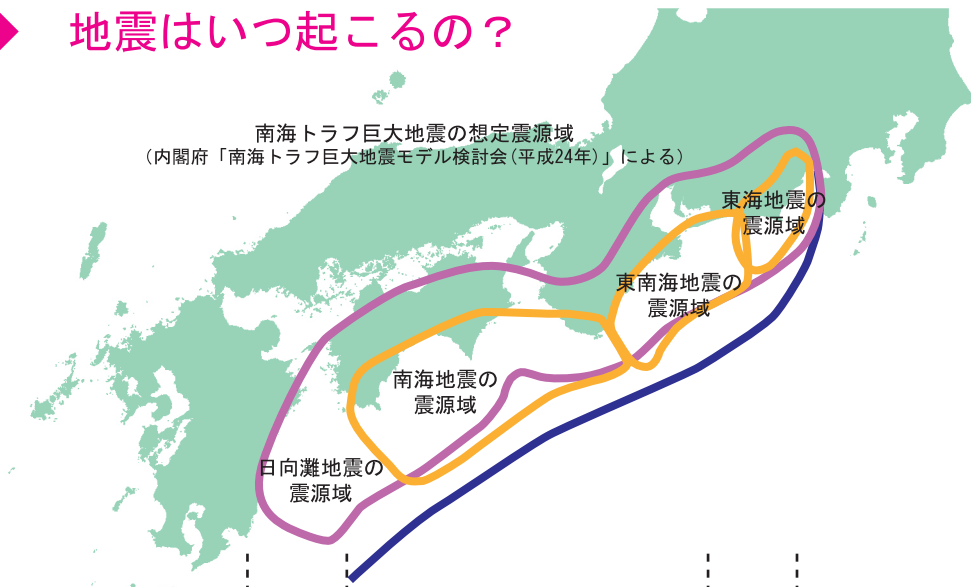 地震はいつ起こるの？
南海トラフ巨大地震の想定震源域
（内閣府「南海トラフ巨大地震モデル検討会（平成24年）」による）
東海地震の
震源域
東南海地震の
震源域
南海地震の
震源域
日向灘地震の
震源域